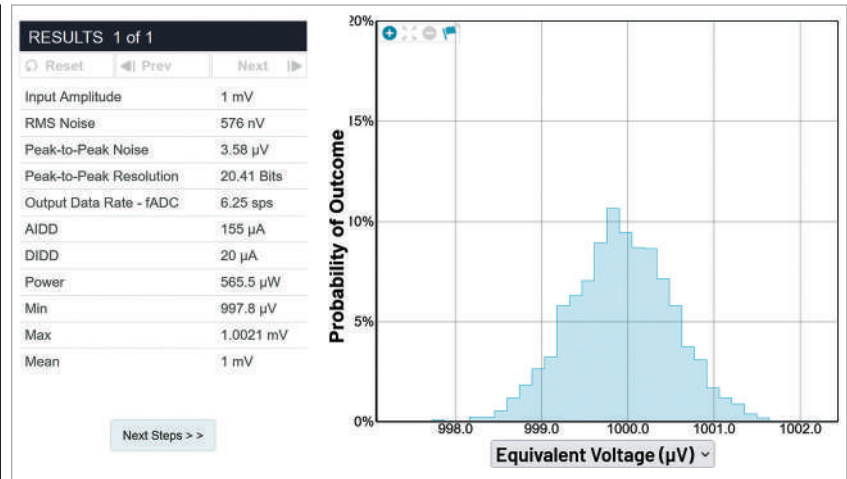 RESULTS 1 of 1
Reset Prev Next
Input Amplitude 1 mV
RMS Noise 576 nV
Peak-to-Peak Noise 3.58 µV
Peak-to-Peak Resolution 20.41 Bits
Output Data Rate - fADC 6.25 sps
AIDD 155 µA
DIDD 20 µA
Power 565.5 µW
Min 997.8 µV
Max 1.0021 mV
Mean 1 mV
Next Steps > >
Probability of Outcome
20%
15%
10%
5%
0%
998.0 999.0 1000.0 1001.0 1002.0
Equivalent Voltage (µV)